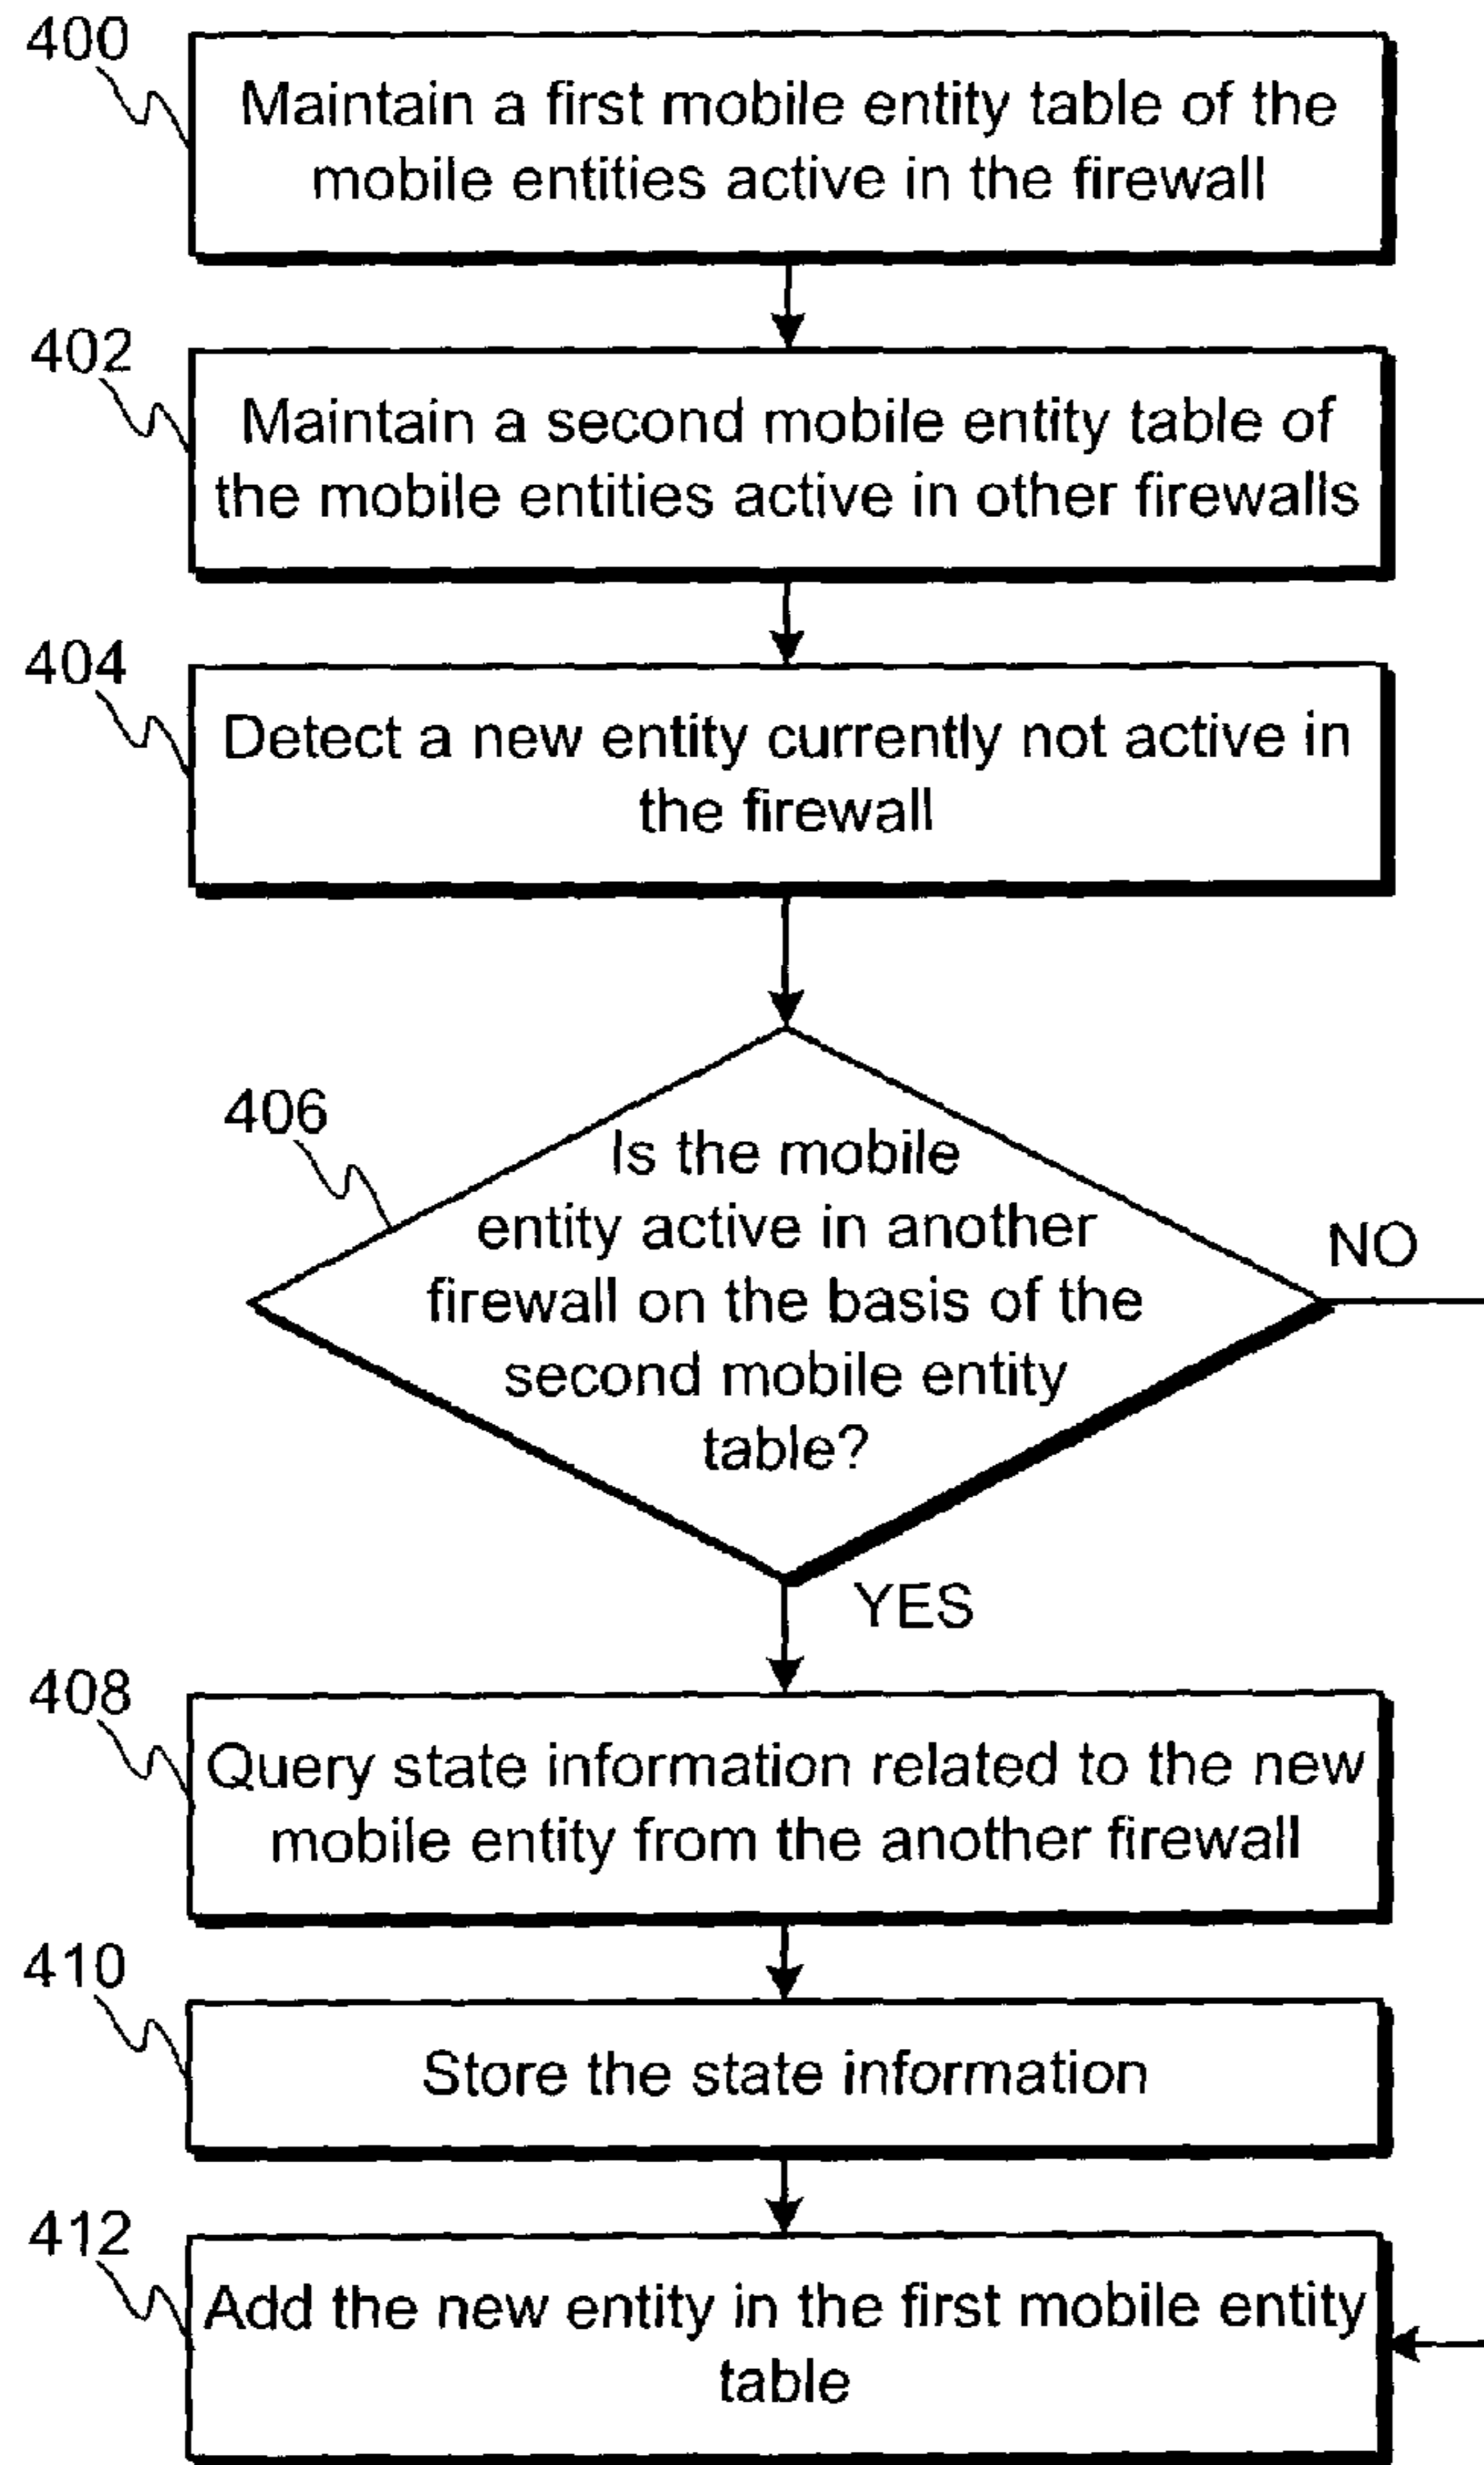 400
Maintain a first mobile entity table of the
mobile entities active in the firewall
402
Maintain a second mobile entity table of
the mobile entities active in other firewalls
404
Detect a new entity currently not active in
the firewall
406
Is the mobile
entity active in another
firewall on the basis of the
second mobile entity
table?
NO
YES
408
Query state information related to the new
mobile entity from the another firewall
410
Store the state information
412
Add the new entity in the first mobile entity
table